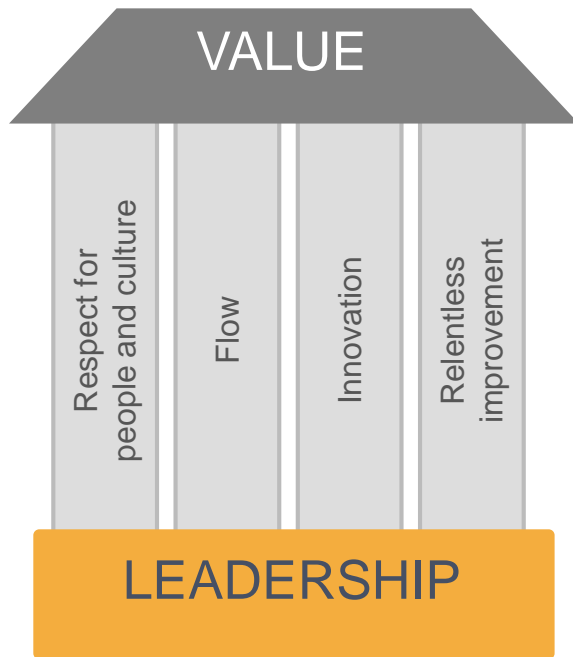 VALUE
Respect for
people and culture
Flow
Innovation
Relentless
improvement
LEADERSHIP